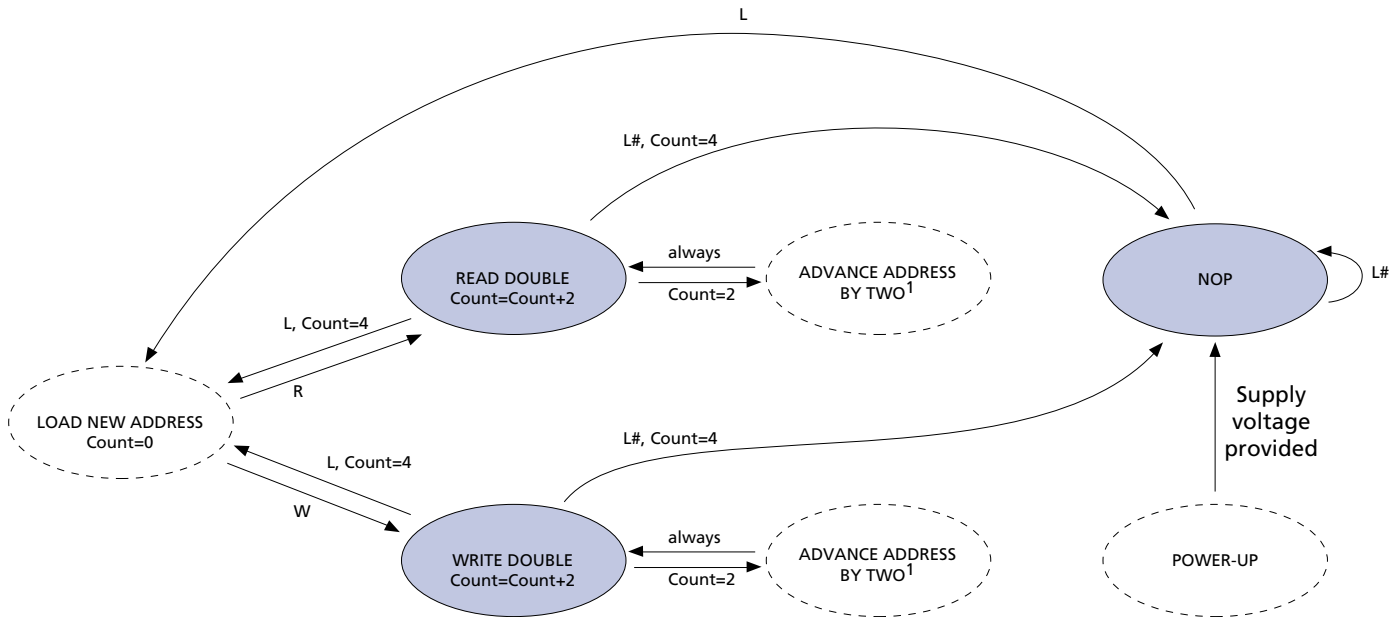 L
L#, Count=4
READ DOUBLE
Count=Count+2
always
Count=2
ADVANCE ADDRESS
BY TWO1
NOP
L#
L, Count=4
R
LOAD NEW ADDRESS
Count=0
L, Count=4
W
L#, Count=4
Supply
voltage
provided
WRITE DOUBLE
Count=Count+2
always
Count=2
ADVANCE ADDRESS
BY TWO1
POWER-UP